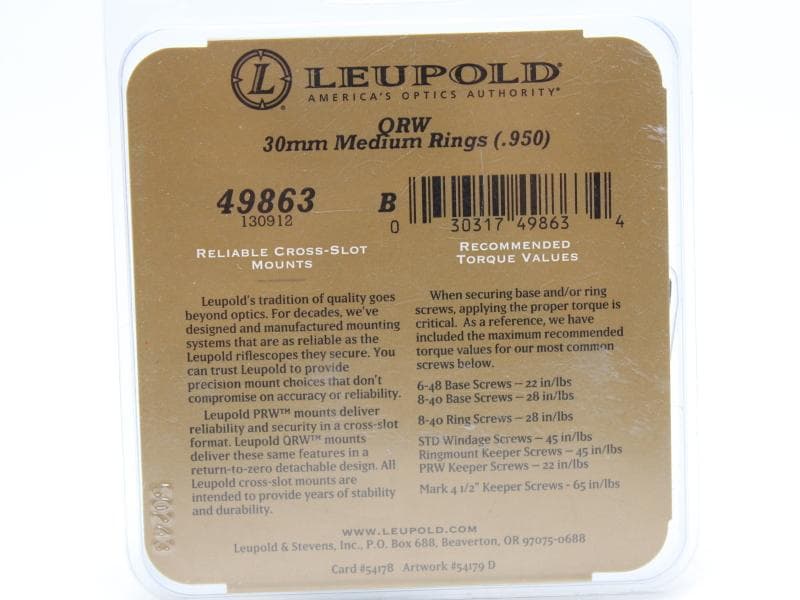 L LEUPOLD®
AMERICA'S OPTICS AUTHORITY®
QRW
30mm Medium Rings (.950)
49863
130912
B
0 30317 49863 4
RELIABLE CROSS-SLOT
MOUNTS
Leupold's tradition of quality goes
beyond optics. For decades, we've
designed and manufactured mounting
systems that are as reliable as the
Leupold riflescopes they secure. You
can trust Leupold to provide
precision mount choices that don't
compromise on accuracy or reliability.
Leupold PRW™ mounts deliver
reliability and security in a cross-slot
format. Leupold QRW™ mounts
deliver these same features in a
return-to-zero detachable design. All
Leupold cross-slot mounts are
intended to provide years of stability
and durability.
RECOMMENDED
TORQUE VALUES
When securing base and/or ring
screws, applying the proper torque is
critical. As a reference, we have
included the maximum recommended
torque values for our most common
screws below.
6-48 Base Screws – 22 in/lbs
8-40 Base Screws – 28 in/lbs
8-40 Ring Screws – 28 in/lbs
STD Windage Screws – 45 in/lbs
Ringmount Keeper Screws – 45 in/lbs
PRW Keeper Screws – 22 in/lbs
Mark 4 1/2" Keeper Screws - 65 in/lbs
WWW.LEUPOLD.COM
Leupold & Stevens, Inc., P.O. Box 688, Beaverton, OR 97075-0688
Card #54178 Artwork #54179 D